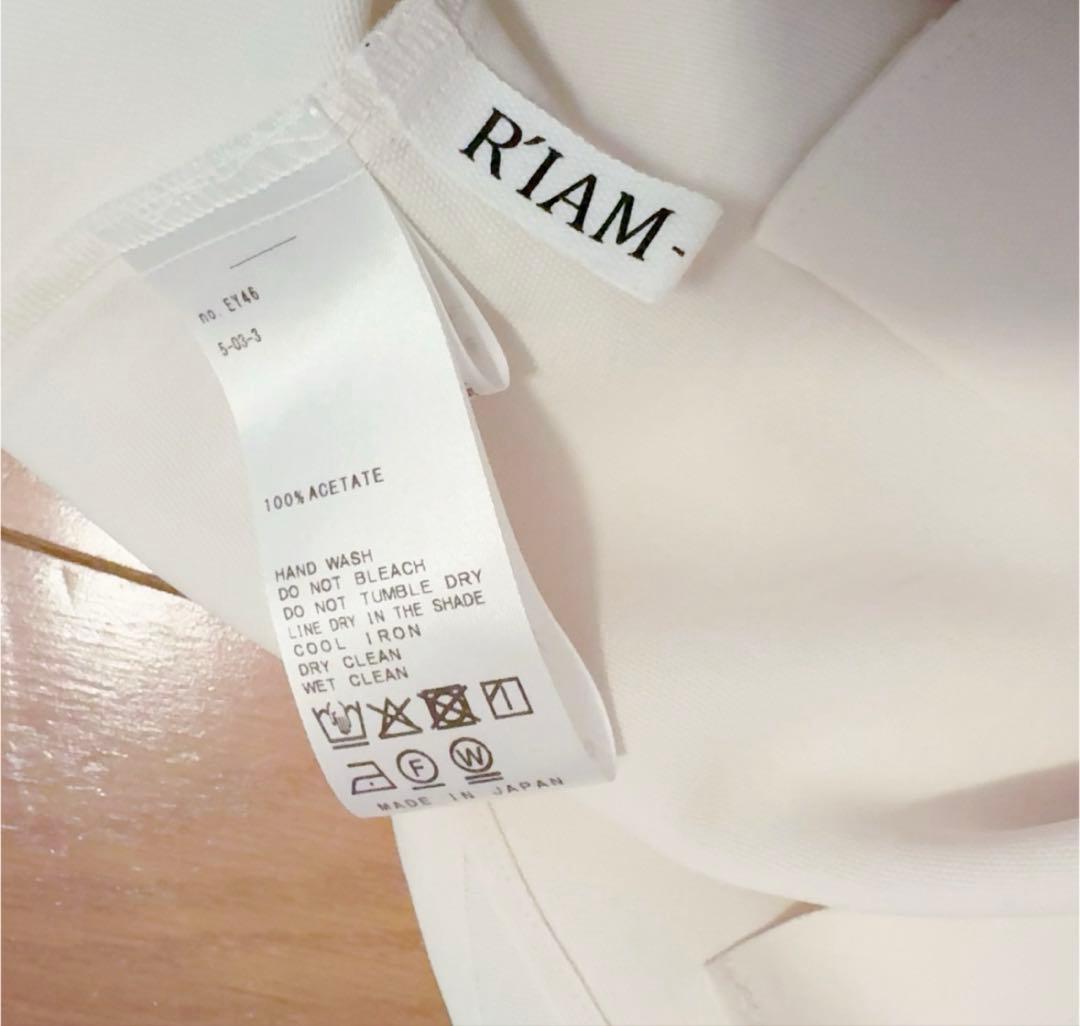 R'IAM-
no. EY46
5-03-3
100% ACETATE
HAND WASH
DO NOT BLEACH
DO NOT TUMBLE DRY
LINE DRY IN THE SHADE
COOL IRON
DRY CLEAN
WET CLEAN
F W
MADE IN JAPAN